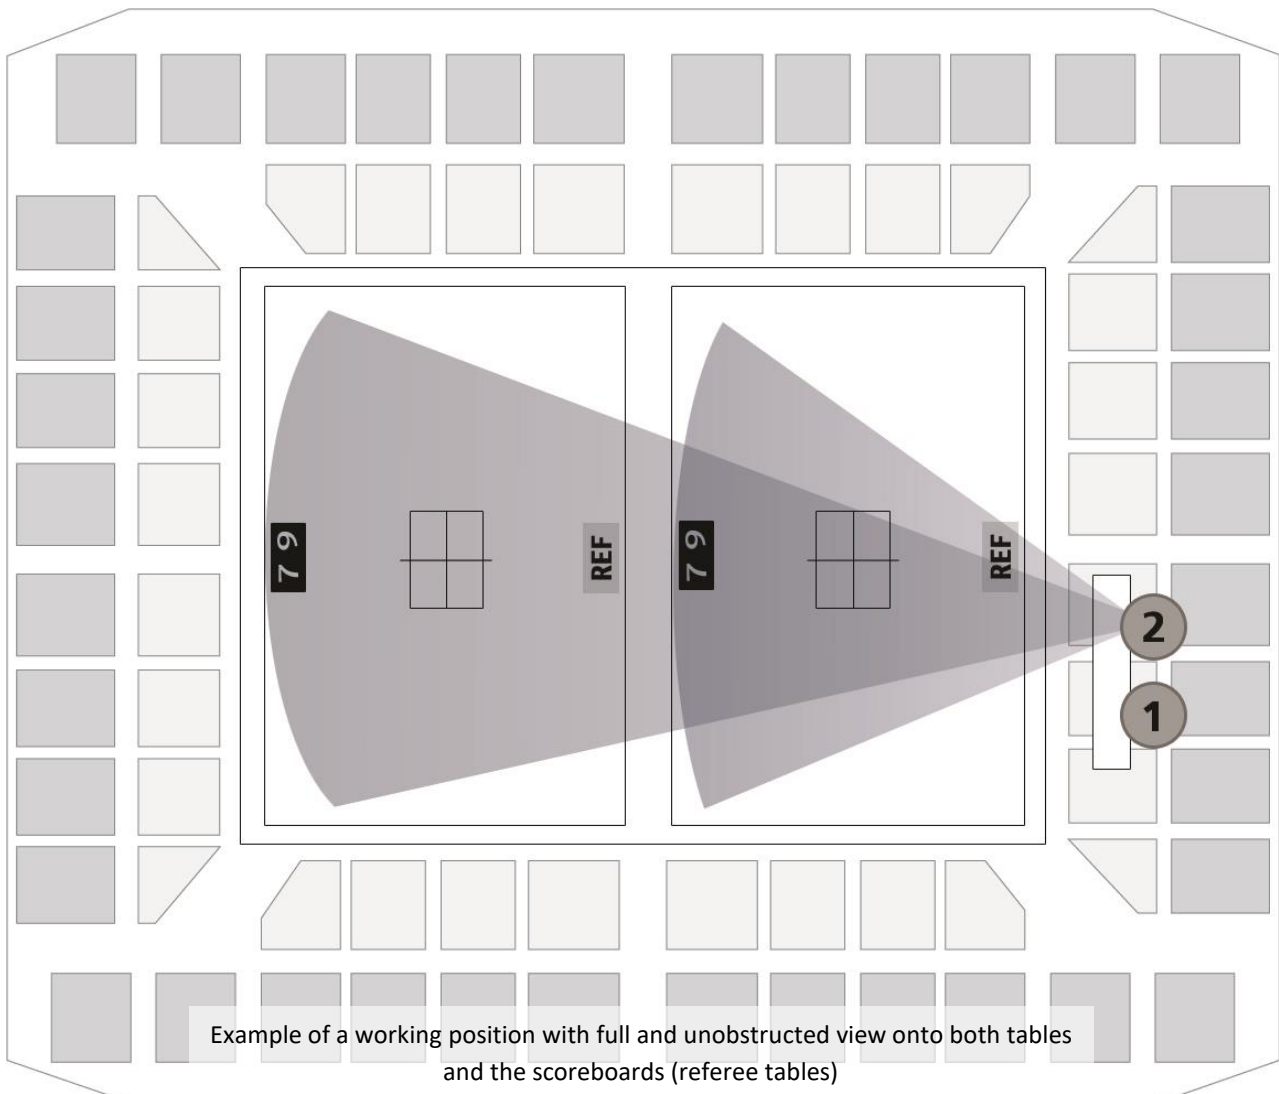 7 9
REF
7 9
REF
2
1
Example of a working position with full and unobstructed view onto both tables
and the scoreboards (referee tables)